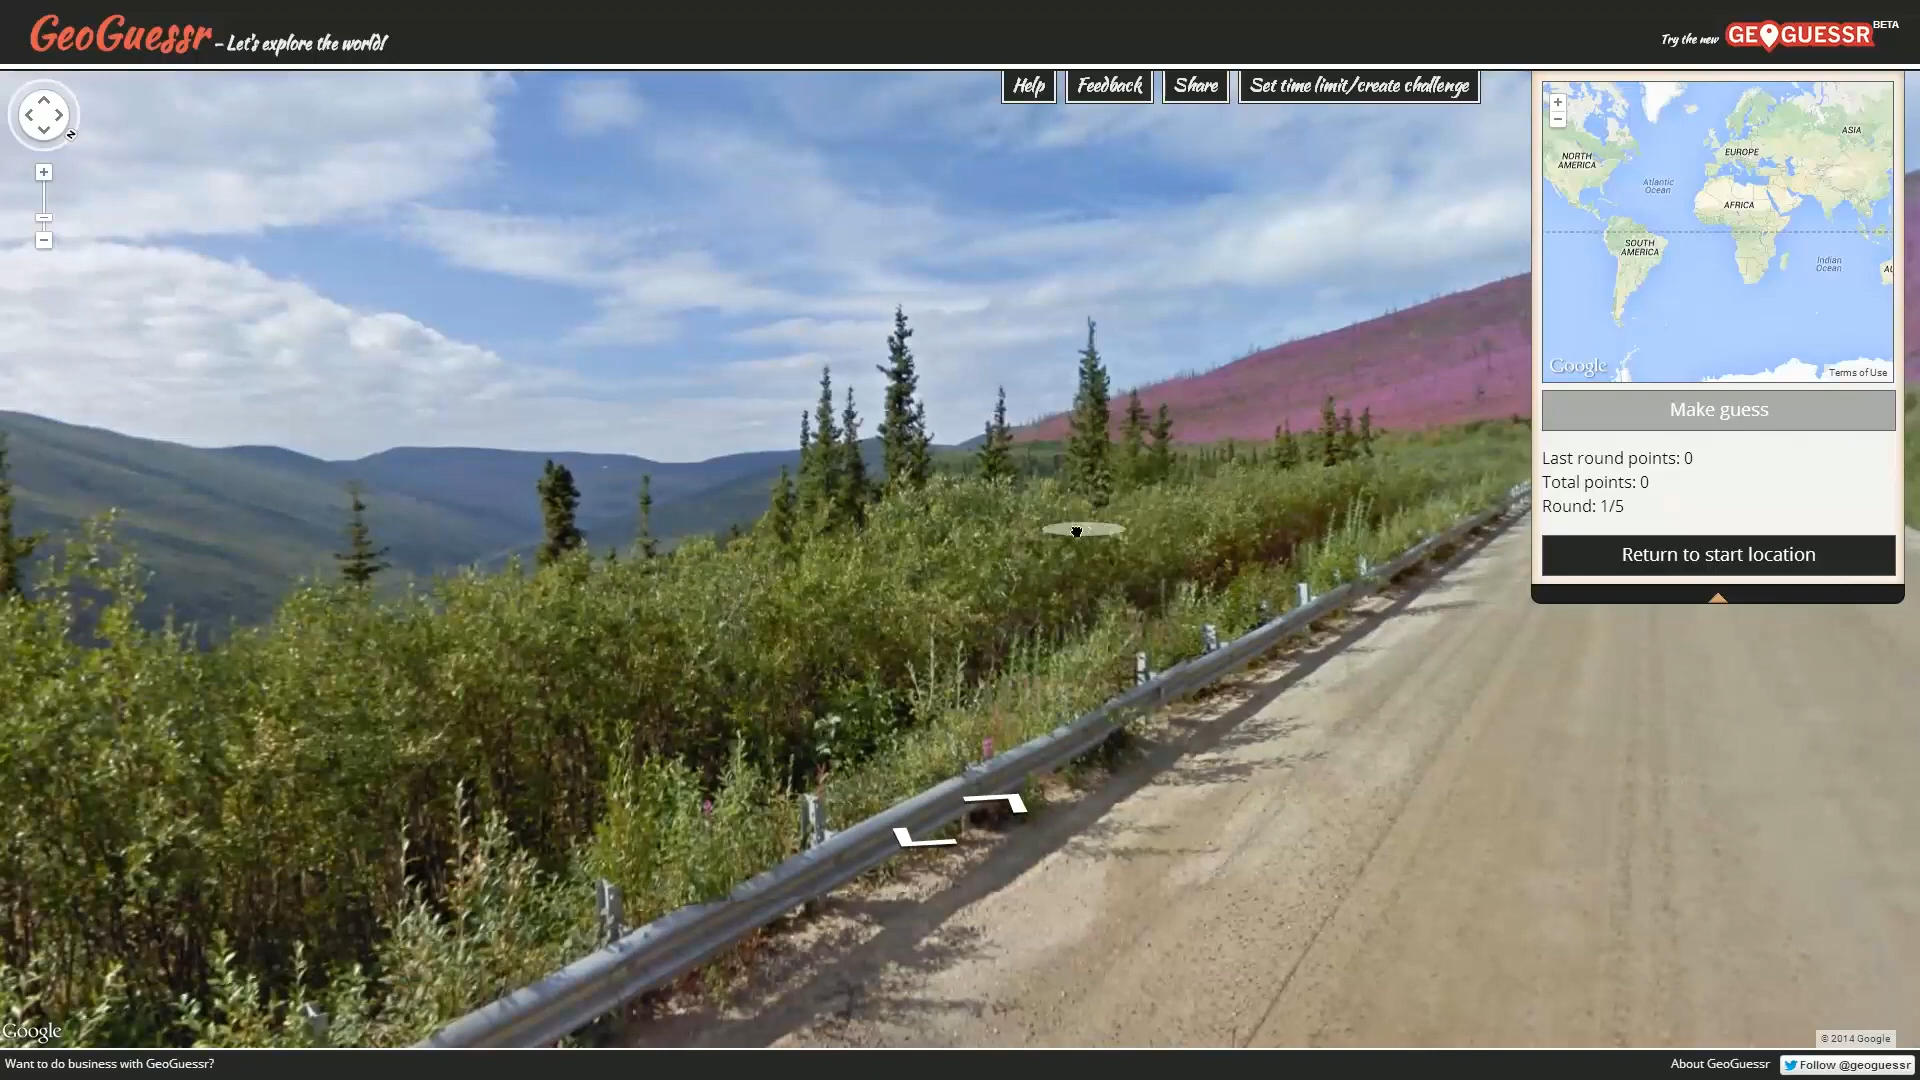 GeoGuessr - Let's explore the world!
Try the new GEOGUESSR BETA
Help
Feedback
Share
Set time limit/create challenge
N
+
−
+
−
NORTH AMERICA
EUROPE
ASIA
Atlantic Ocean
AFRICA
SOUTH AMERICA
Indian Ocean
AU
Google
Terms of Use
Make guess
Last round points: 0
Total points: 0
Round: 1/5
Return to start location
Google
© 2014 Google
Want to do business with GeoGuessr?
About GeoGuessr
Follow @geoguessr